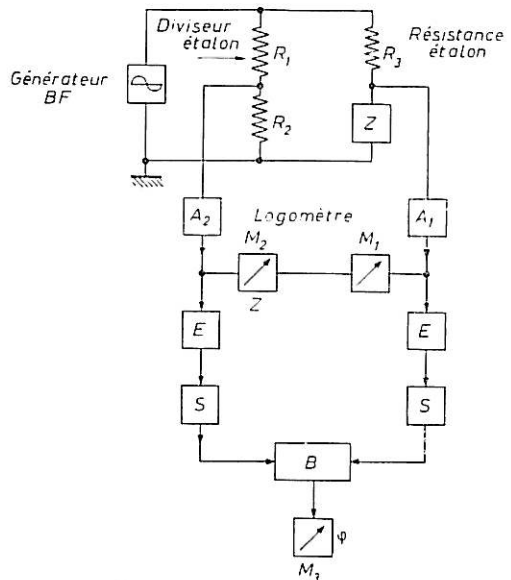 Diviseur
étalon
R1
R3
Résistance
étalon
Générateur
BF
R2
Z
A2
Logomètre
A1
M2
M1
Z
E
E
S
S
B
φ
M3